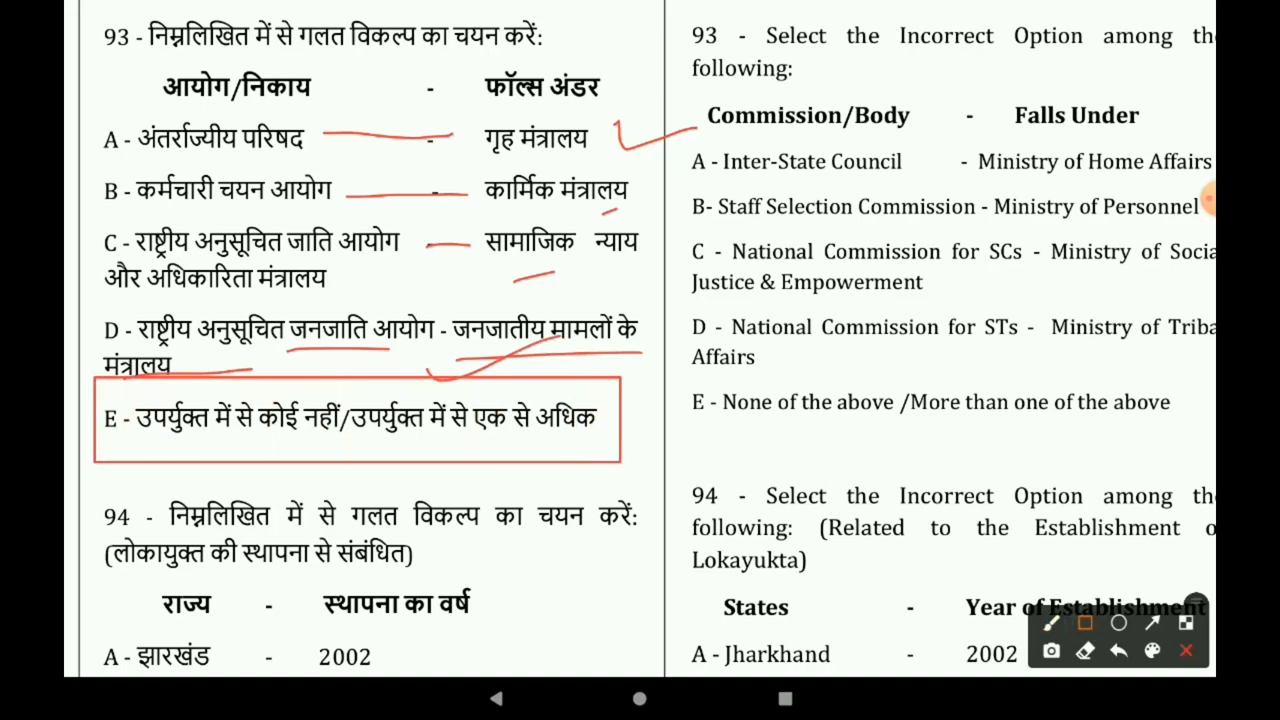 93 - निम्नलिखित में से गलत विकल्प का चयन करें:
आयोग/निकाय - फॉल्स अंडर
A - अंतर्राज्यीय परिषद - गृह मंत्रालय
B - कर्मचारी चयन आयोग - कार्मिक मंत्रालय
C - राष्ट्रीय अनुसूचित जाति आयोग - सामाजिक न्याय
और अधिकारिता मंत्रालय
D - राष्ट्रीय अनुसूचित जनजाति आयोग - जनजातीय मामलों के
मंत्रालय
E - उपर्युक्त में से कोई नहीं/उपर्युक्त में से एक से अधिक
94 - निम्नलिखित में से गलत विकल्प का चयन करें:
(लोकायुक्त की स्थापना से संबंधित)
राज्य - स्थापना का वर्ष
A - झारखंड - 2002
93 - Select the Incorrect Option among th
following:
Commission/Body - Falls Under
A - Inter-State Council - Ministry of Home Affairs
B- Staff Selection Commission - Ministry of Personnel
C - National Commission for SCs - Ministry of Socia
Justice & Empowerment
D - National Commission for STs - Ministry of Triba
Affairs
E - None of the above /More than one of the above
94 - Select the Incorrect Option among th
following: (Related to the Establishment o
Lokayukta)
States - Year of Establishment
A - Jharkhand - 2002